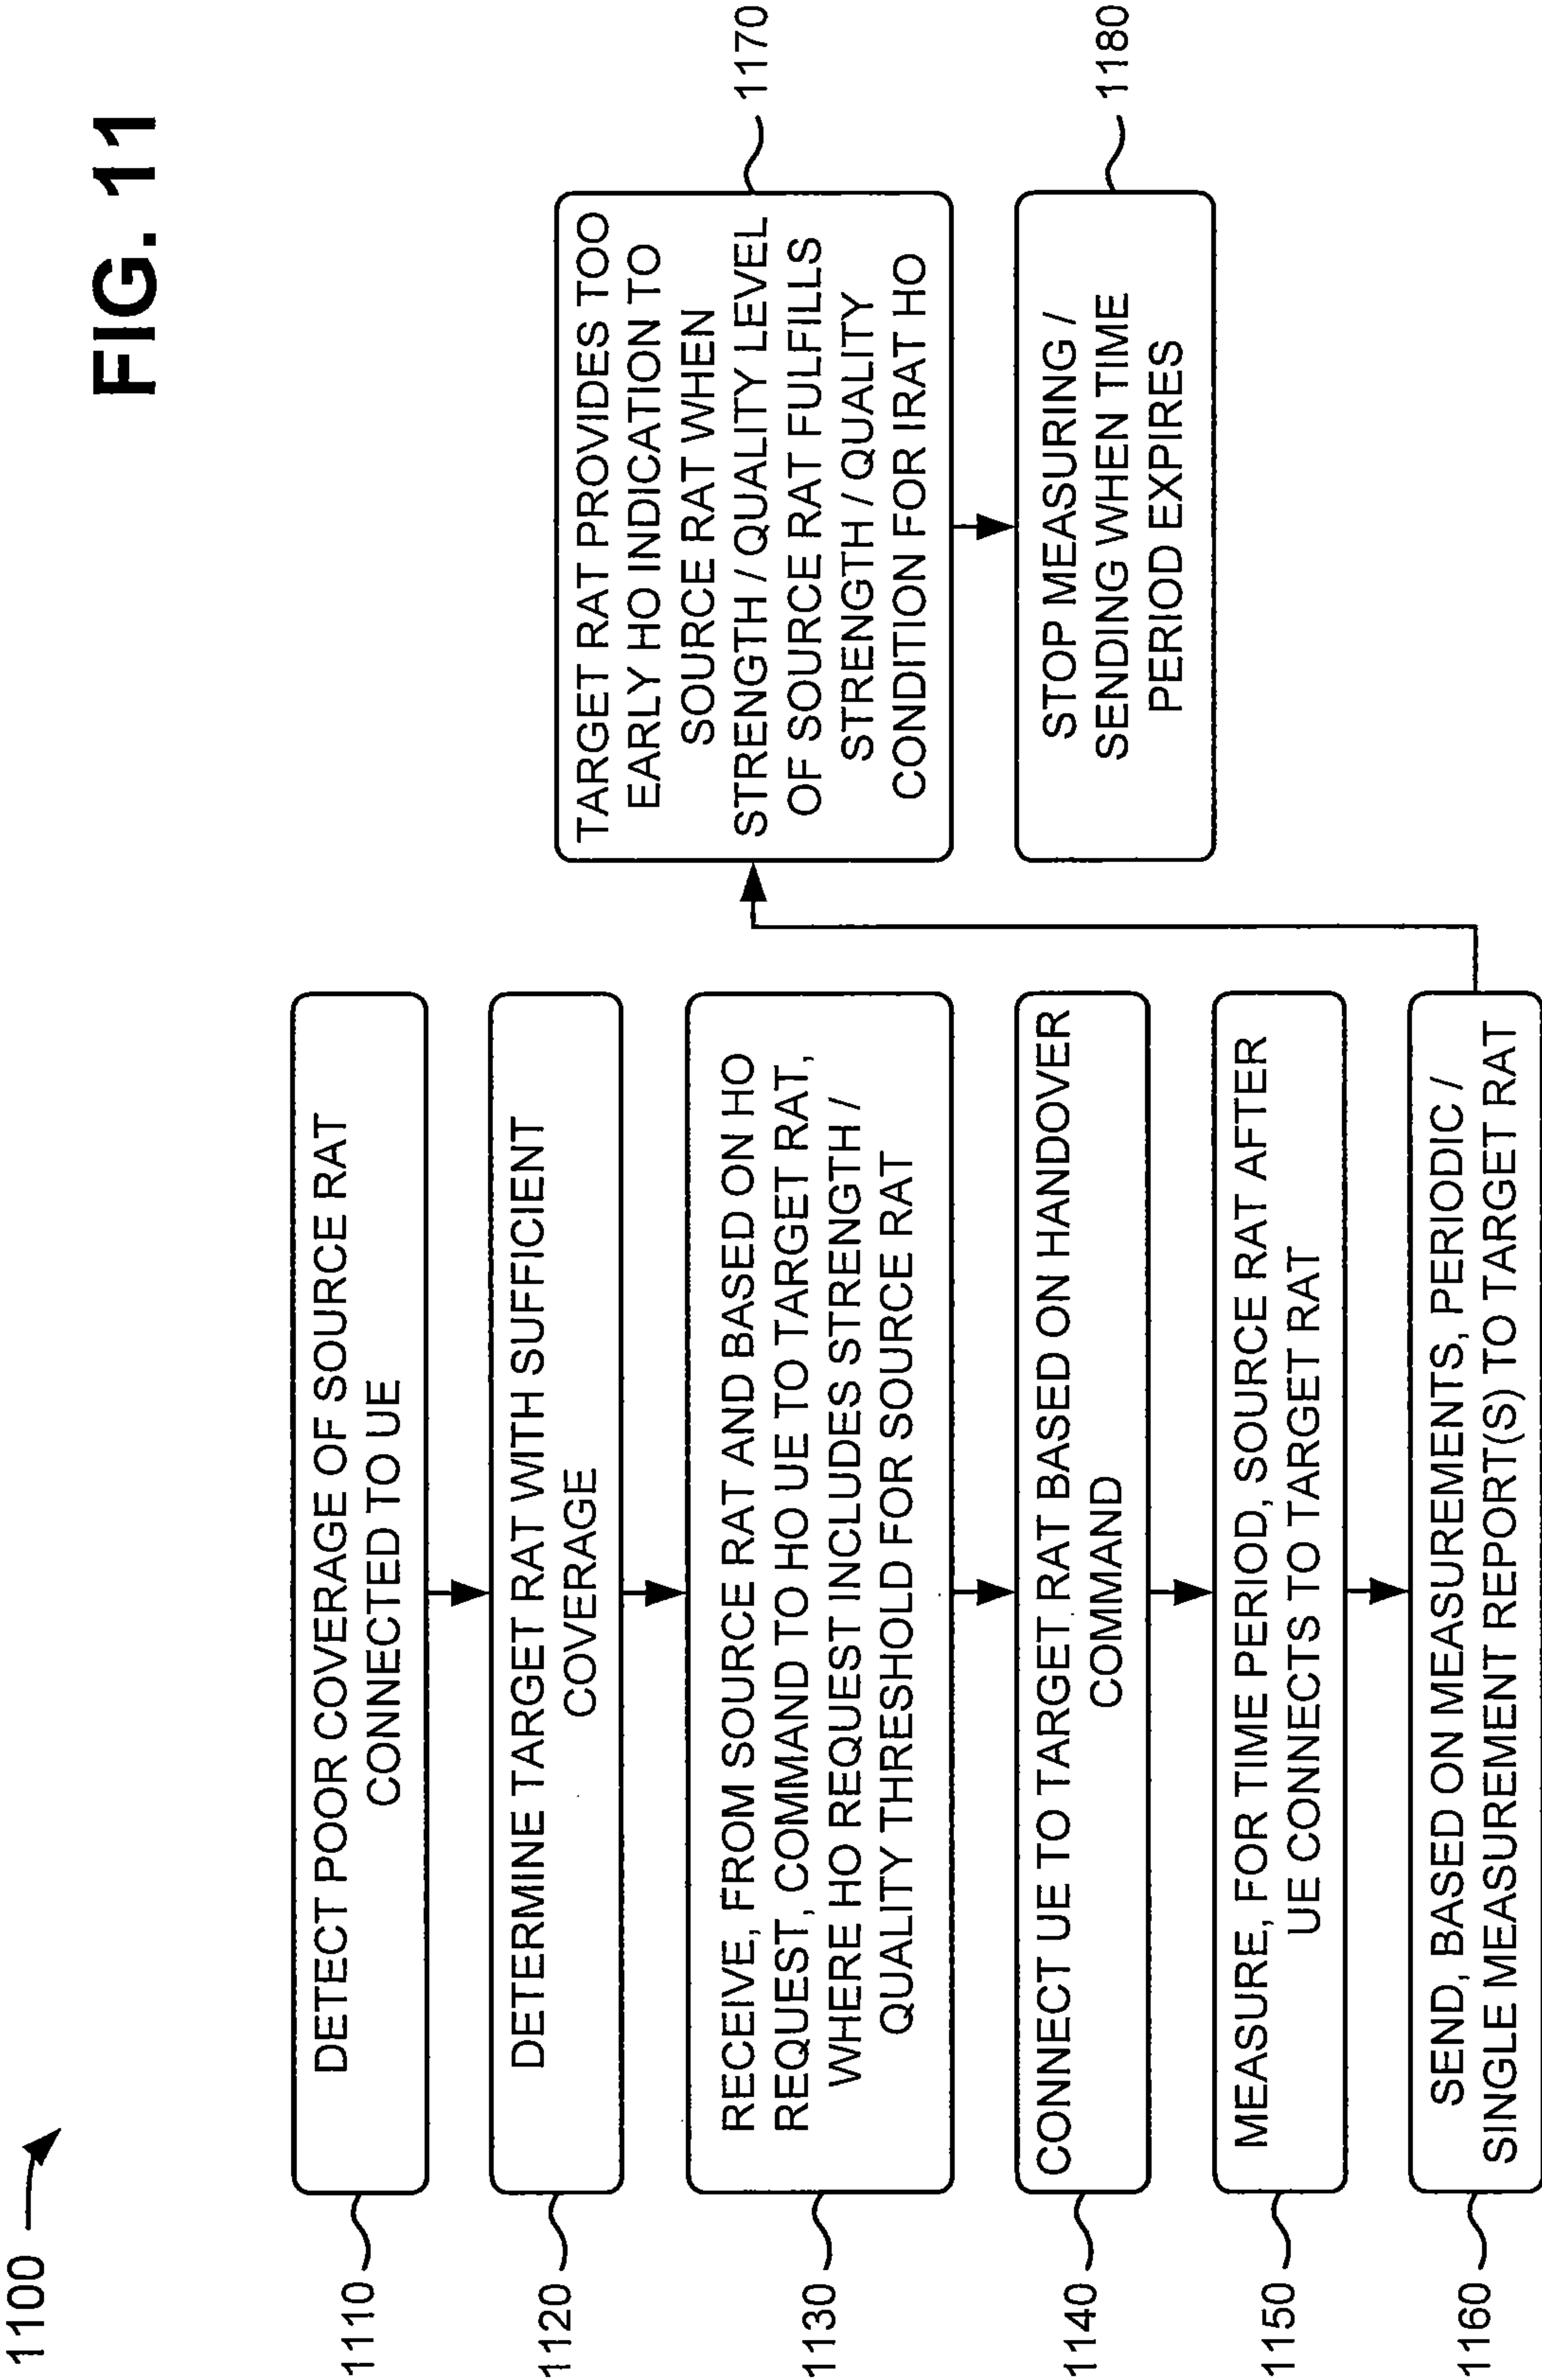 FIG. 11
1100
1110
DETECT POOR COVERAGE OF SOURCE RAT
CONNECTED TO UE
1120
DETERMINE TARGET RAT WITH SUFFICIENT
COVERAGE
1130
RECEIVE, FROM SOURCE RAT AND BASED ON HO
REQUEST, COMMAND TO HO UE TO TARGET RAT,
WHERE HO REQUEST INCLUDES STRENGTH /
QUALITY THRESHOLD FOR SOURCE RAT
1140
CONNECT UE TO TARGET RAT BASED ON HANDOVER
COMMAND
1150
MEASURE, FOR TIME PERIOD, SOURCE RAT AFTER
UE CONNECTS TO TARGET RAT
1160
SEND, BASED ON MEASUREMENTS, PERIODIC /
SINGLE MEASUREMENT REPORT(S) TO TARGET RAT
1170
TARGET RAT PROVIDES TOO
EARLY HO INDICATION TO
SOURCE RAT WHEN
STRENGTH / QUALITY LEVEL
OF SOURCE RAT FULFILLS
STRENGTH / QUALITY
CONDITION FOR IRAT HO
1180
STOP MEASURING /
SENDING WHEN TIME
PERIOD EXPIRES